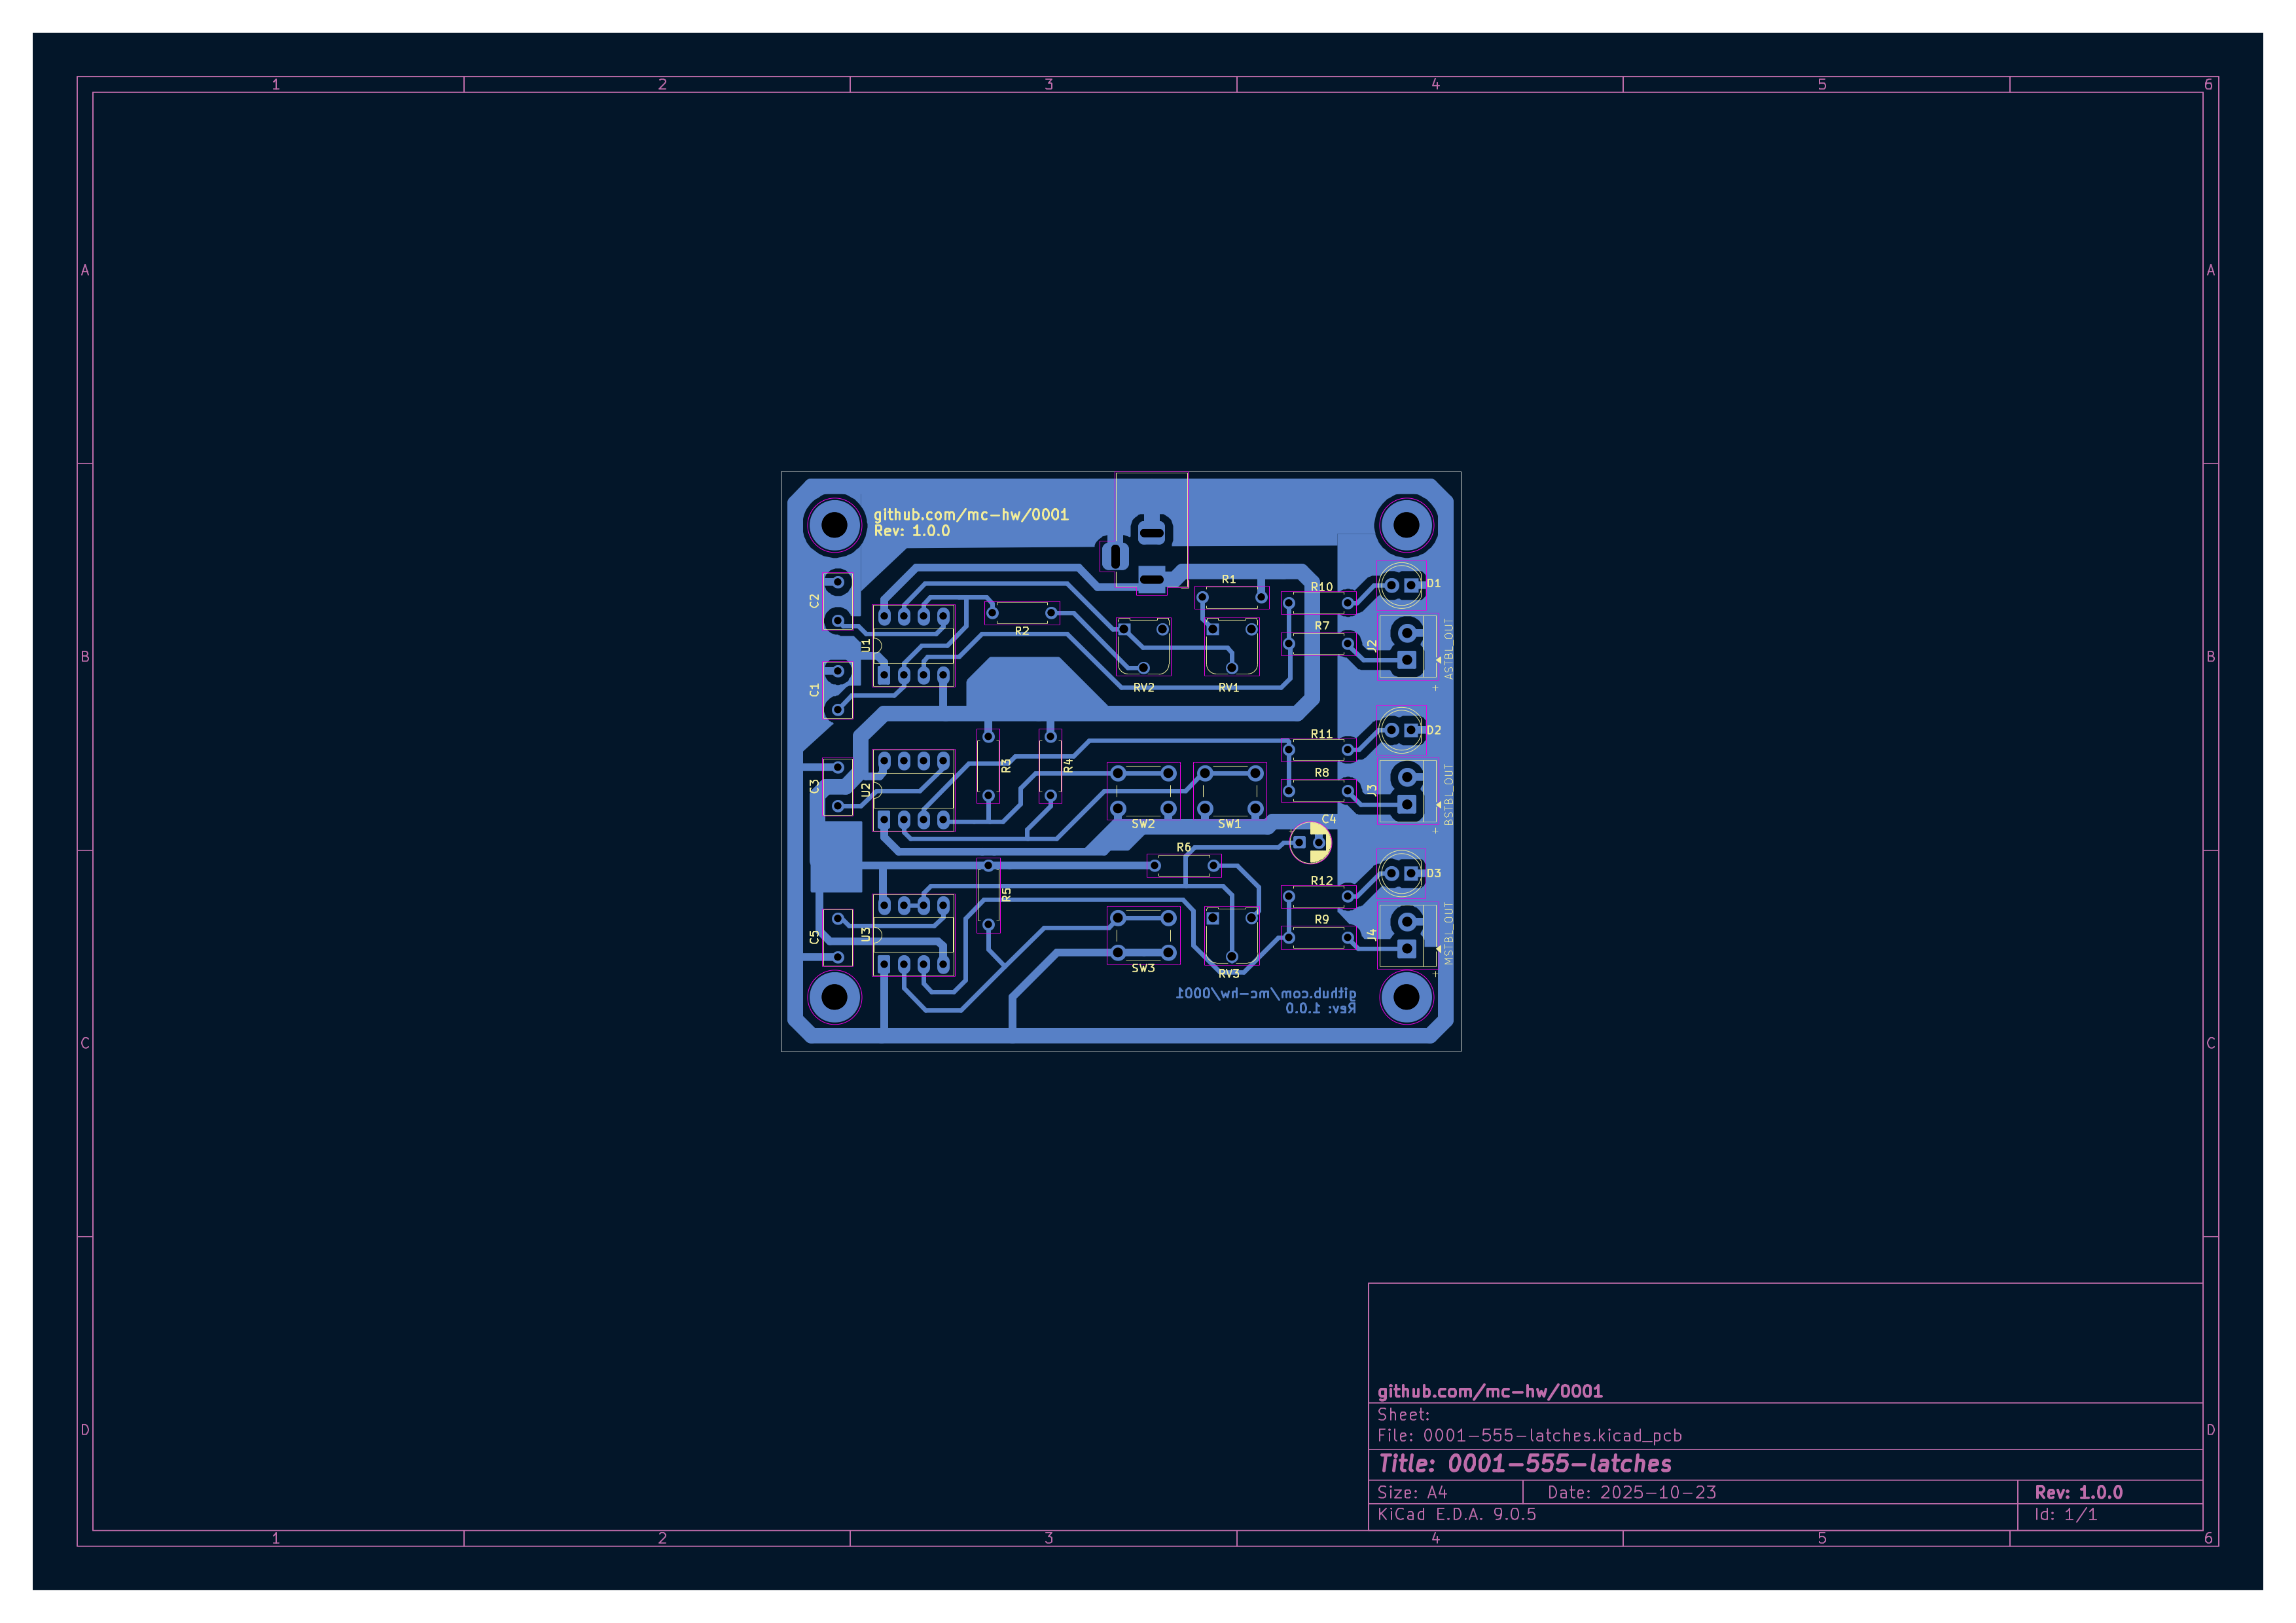 1 2 3 4 5 6
A A
github.com/mc-hw/0001
Rev: 1.0.0
R1
R10
D1
C2
R2
R7
U1
J2
ASTBL_OUT
B B
C1
RV2
RV1
+
R11
D2
R3
R4
R8
C3
U2
J3
BSTBL_OUT
SW2
SW1
C4
+
R6
R12
D3
R5
R9
C5
U3
J4
MSTBL_OUT
SW3
RV3
+
github.com/mc-hw/0001
Rev: 1.0.0
C C
github.com/mc-hw/0001
Sheet:
File: 0001-555-latches.kicad_pcb
D D
Title: 0001-555-latches
Size: A4 Date: 2025-10-23 Rev: 1.0.0
KiCad E.D.A. 9.0.5 Id: 1/1
1 2 3 4 5 6